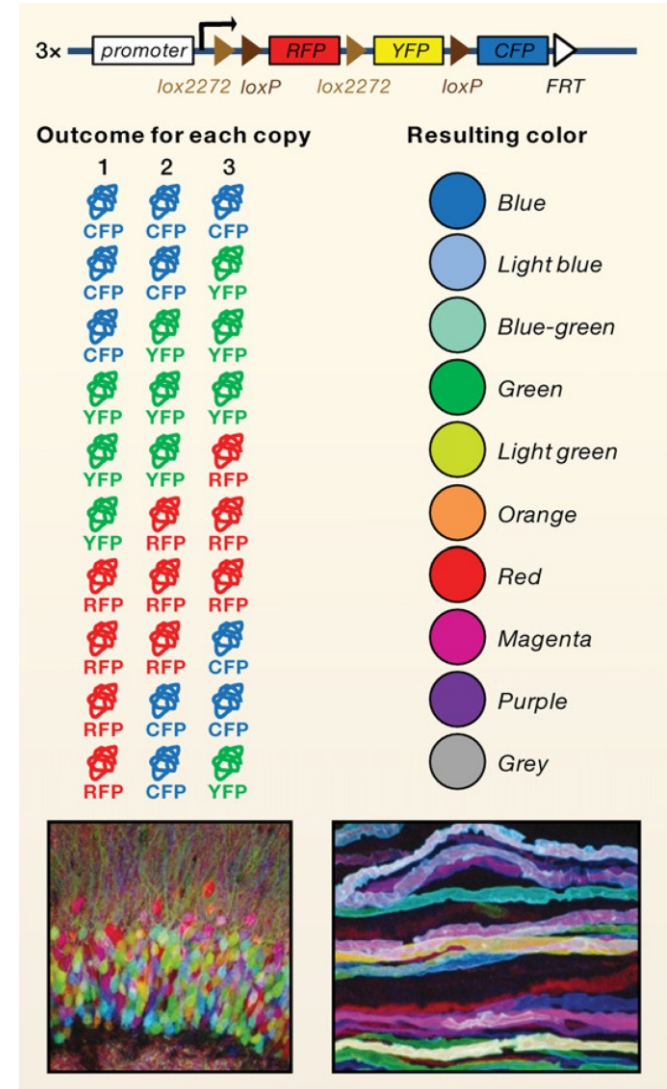 3× promoter RFP YFP CFP
lox2272 loxP lox2272 loxP FRT
Outcome for each copy Resulting color
1 2 3
CFP CFP CFP Blue
CFP CFP YFP Light blue
CFP YFP YFP Blue-green
YFP YFP YFP Green
YFP YFP RFP Light green
YFP RFP RFP Orange
RFP RFP RFP Red
RFP RFP CFP Magenta
RFP CFP CFP Purple
RFP CFP YFP Grey